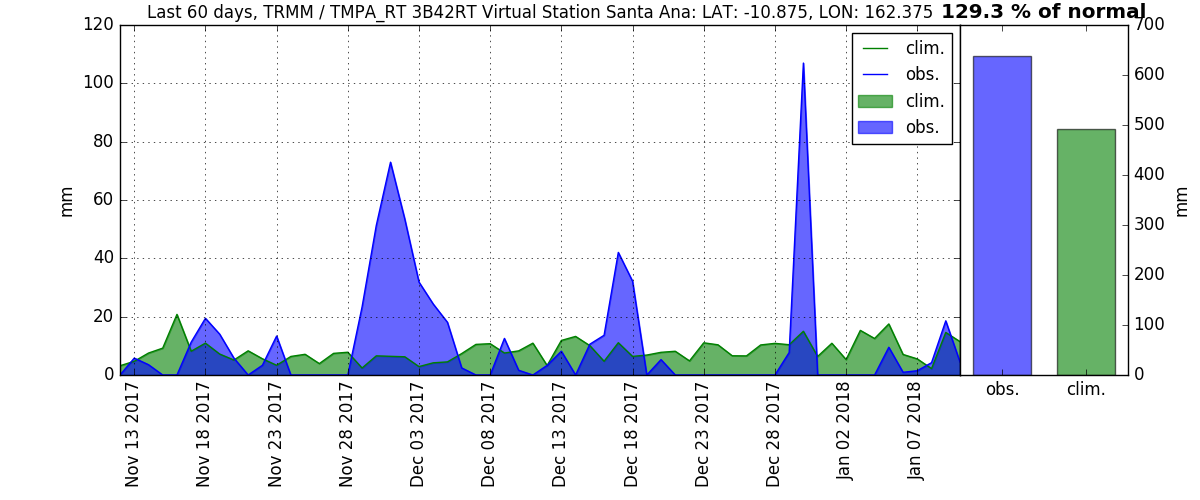 Last 60 days, TRMM / TMPA_RT 3B42RT Virtual Station Santa Ana: LAT: -10.875, LON: 162.375 129.3 % of normal
120
100
80
60
40
20
0
mm
clim.
obs.
clim.
obs.
Nov 13 2017
Nov 18 2017
Nov 23 2017
Nov 28 2017
Dec 03 2017
Dec 08 2017
Dec 13 2017
Dec 18 2017
Dec 23 2017
Dec 28 2017
Jan 02 2018
Jan 07 2018
700
600
500
400
300
200
100
0
mm
obs.
clim.